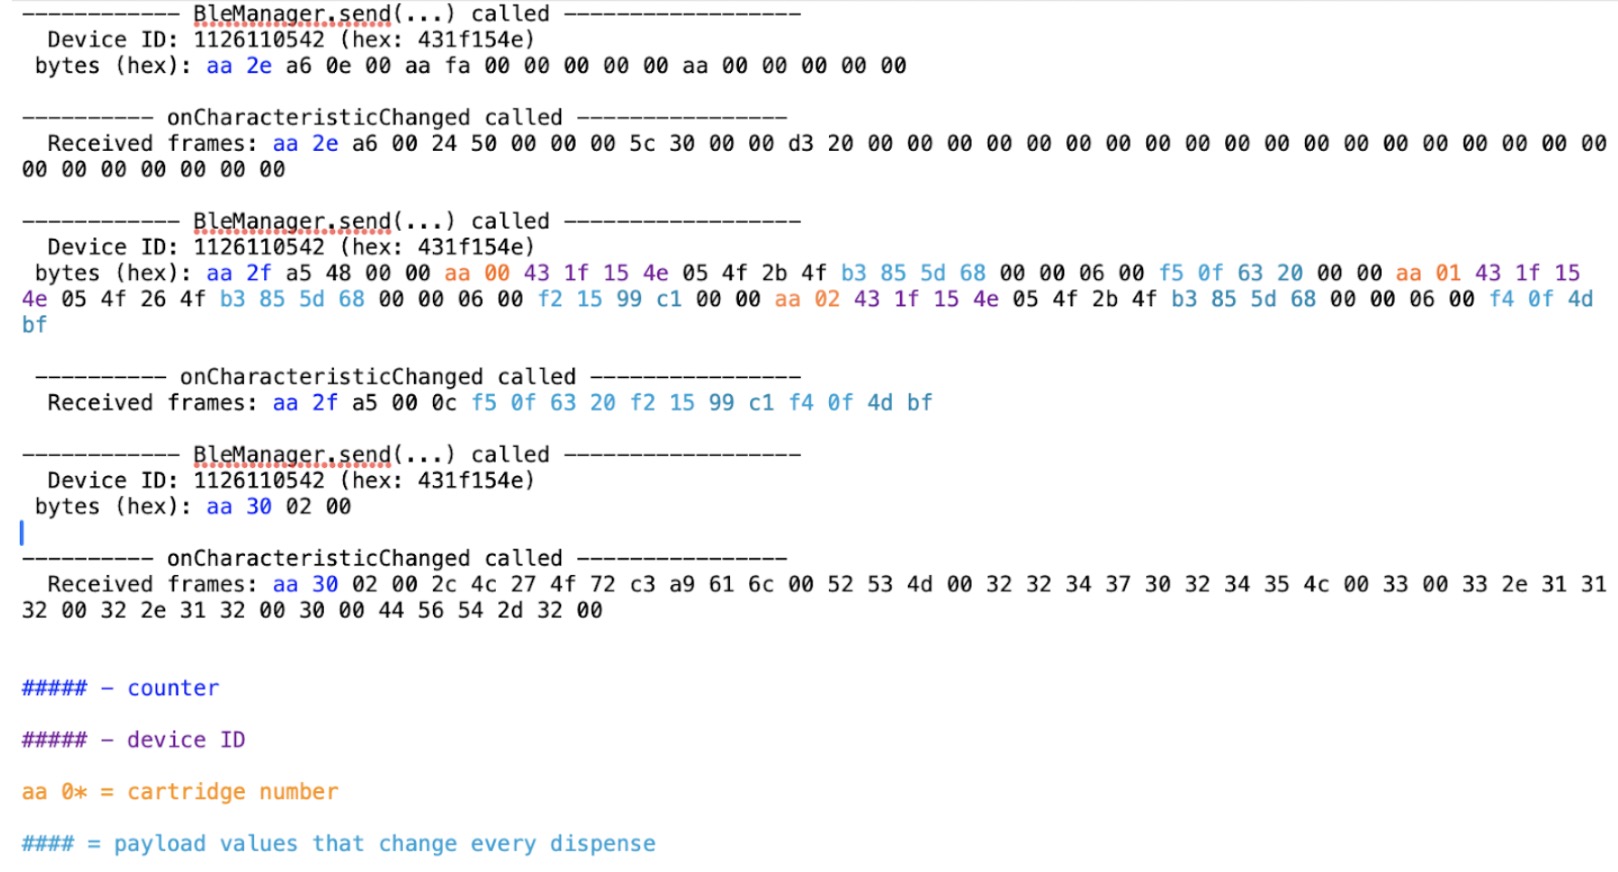 ------------ BleManager.send(...) called ------------------
Device ID: 1126110542 (hex: 431f154e)
bytes (hex): aa 2e a6 0e 00 aa fa 00 00 00 00 00 aa 00 00 00 00 00
---------- onCharacteristicChanged called ----------------
Received frames: aa 2e a6 00 24 50 00 00 00 5c 30 00 00 d3 20 00 00 00 00 00 00 00 00 00 00 00 00 00 00 00 00 00 00 00
00 00 00 00 00 00 00
------------ BleManager.send(...) called ------------------
Device ID: 1126110542 (hex: 431f154e)
bytes (hex): aa 2f a5 48 00 00 aa 00 43 1f 15 4e 05 4f 2b 4f b3 85 5d 68 00 00 06 00 f5 0f 63 20 00 00 aa 01 43 1f 15
4e 05 4f 26 4f b3 85 5d 68 00 00 06 00 f2 15 99 c1 00 00 aa 02 43 1f 15 4e 05 4f 2b 4f b3 85 5d 68 00 00 06 00 f4 0f 4d
bf
---------- onCharacteristicChanged called ----------------
Received frames: aa 2f a5 00 0c f5 0f 63 20 f2 15 99 c1 f4 0f 4d bf
------------ BleManager.send(...) called ------------------
Device ID: 1126110542 (hex: 431f154e)
bytes (hex): aa 30 02 00
---------- onCharacteristicChanged called ----------------
Received frames: aa 30 02 00 2c 4c 27 4f 72 c3 a9 61 6c 00 52 53 4d 00 32 32 34 37 30 32 34 35 4c 00 33 00 33 2e 31 31
32 00 32 2e 31 32 00 30 00 44 56 54 2d 32 00
##### – counter
##### – device ID
aa 0* = cartridge number
#### = payload values that change every dispense